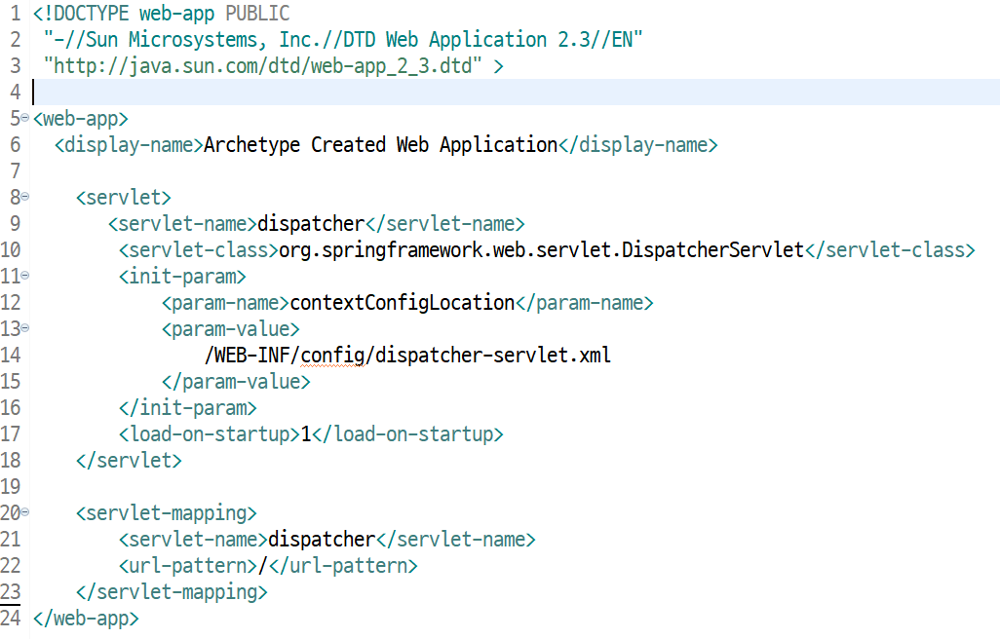 1 <!DOCTYPE web-app PUBLIC
2 "-//Sun Microsystems, Inc.//DTD Web Application 2.3//EN"
3 "http://java.sun.com/dtd/web-app_2_3.dtd" >
4
5 <web-app>
6 <display-name>Archetype Created Web Application</display-name>
7
8 <servlet>
9 <servlet-name>dispatcher</servlet-name>
10 <servlet-class>org.springframework.web.servlet.DispatcherServlet</servlet-class>
11 <init-param>
12 <param-name>contextConfigLocation</param-name>
13 <param-value>
14 /WEB-INF/config/dispatcher-servlet.xml
15 </param-value>
16 </init-param>
17 <load-on-startup>1</load-on-startup>
18 </servlet>
19
20 <servlet-mapping>
21 <servlet-name>dispatcher</servlet-name>
22 <url-pattern>/</url-pattern>
23 </servlet-mapping>
24 </web-app>